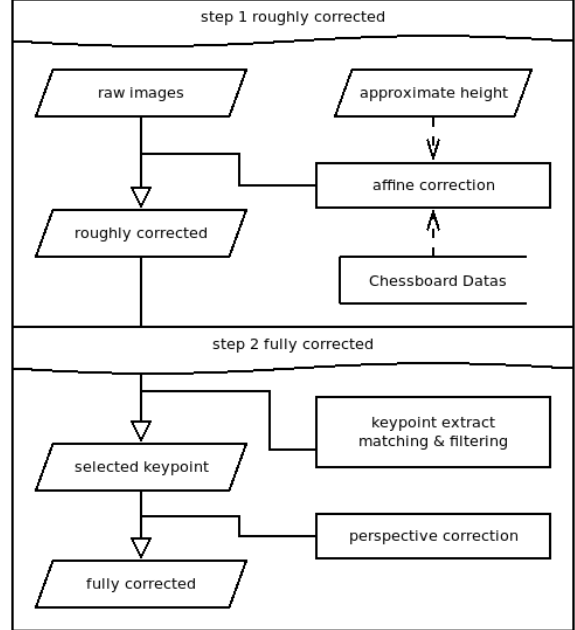 step 1 roughly corrected
raw images
approximate height
affine correction
roughly corrected
Chessboard Datas
step 2 fully corrected
keypoint extract
matching & filtering
selected keypoint
perspective correction
fully corrected